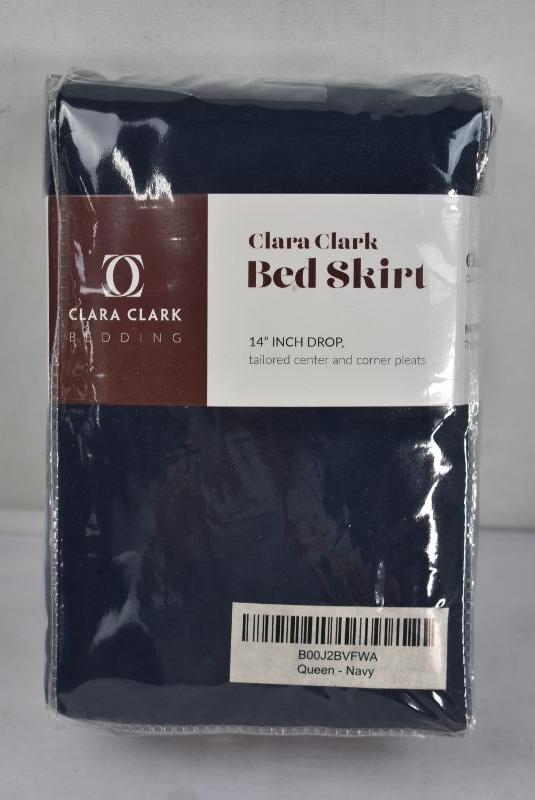 Clara Clark
Bed Skirt
CLARA CLARK
BEDDING
14" INCH DROP,
tailored center and corner pleats
B00J2BVFWA
Queen - Navy